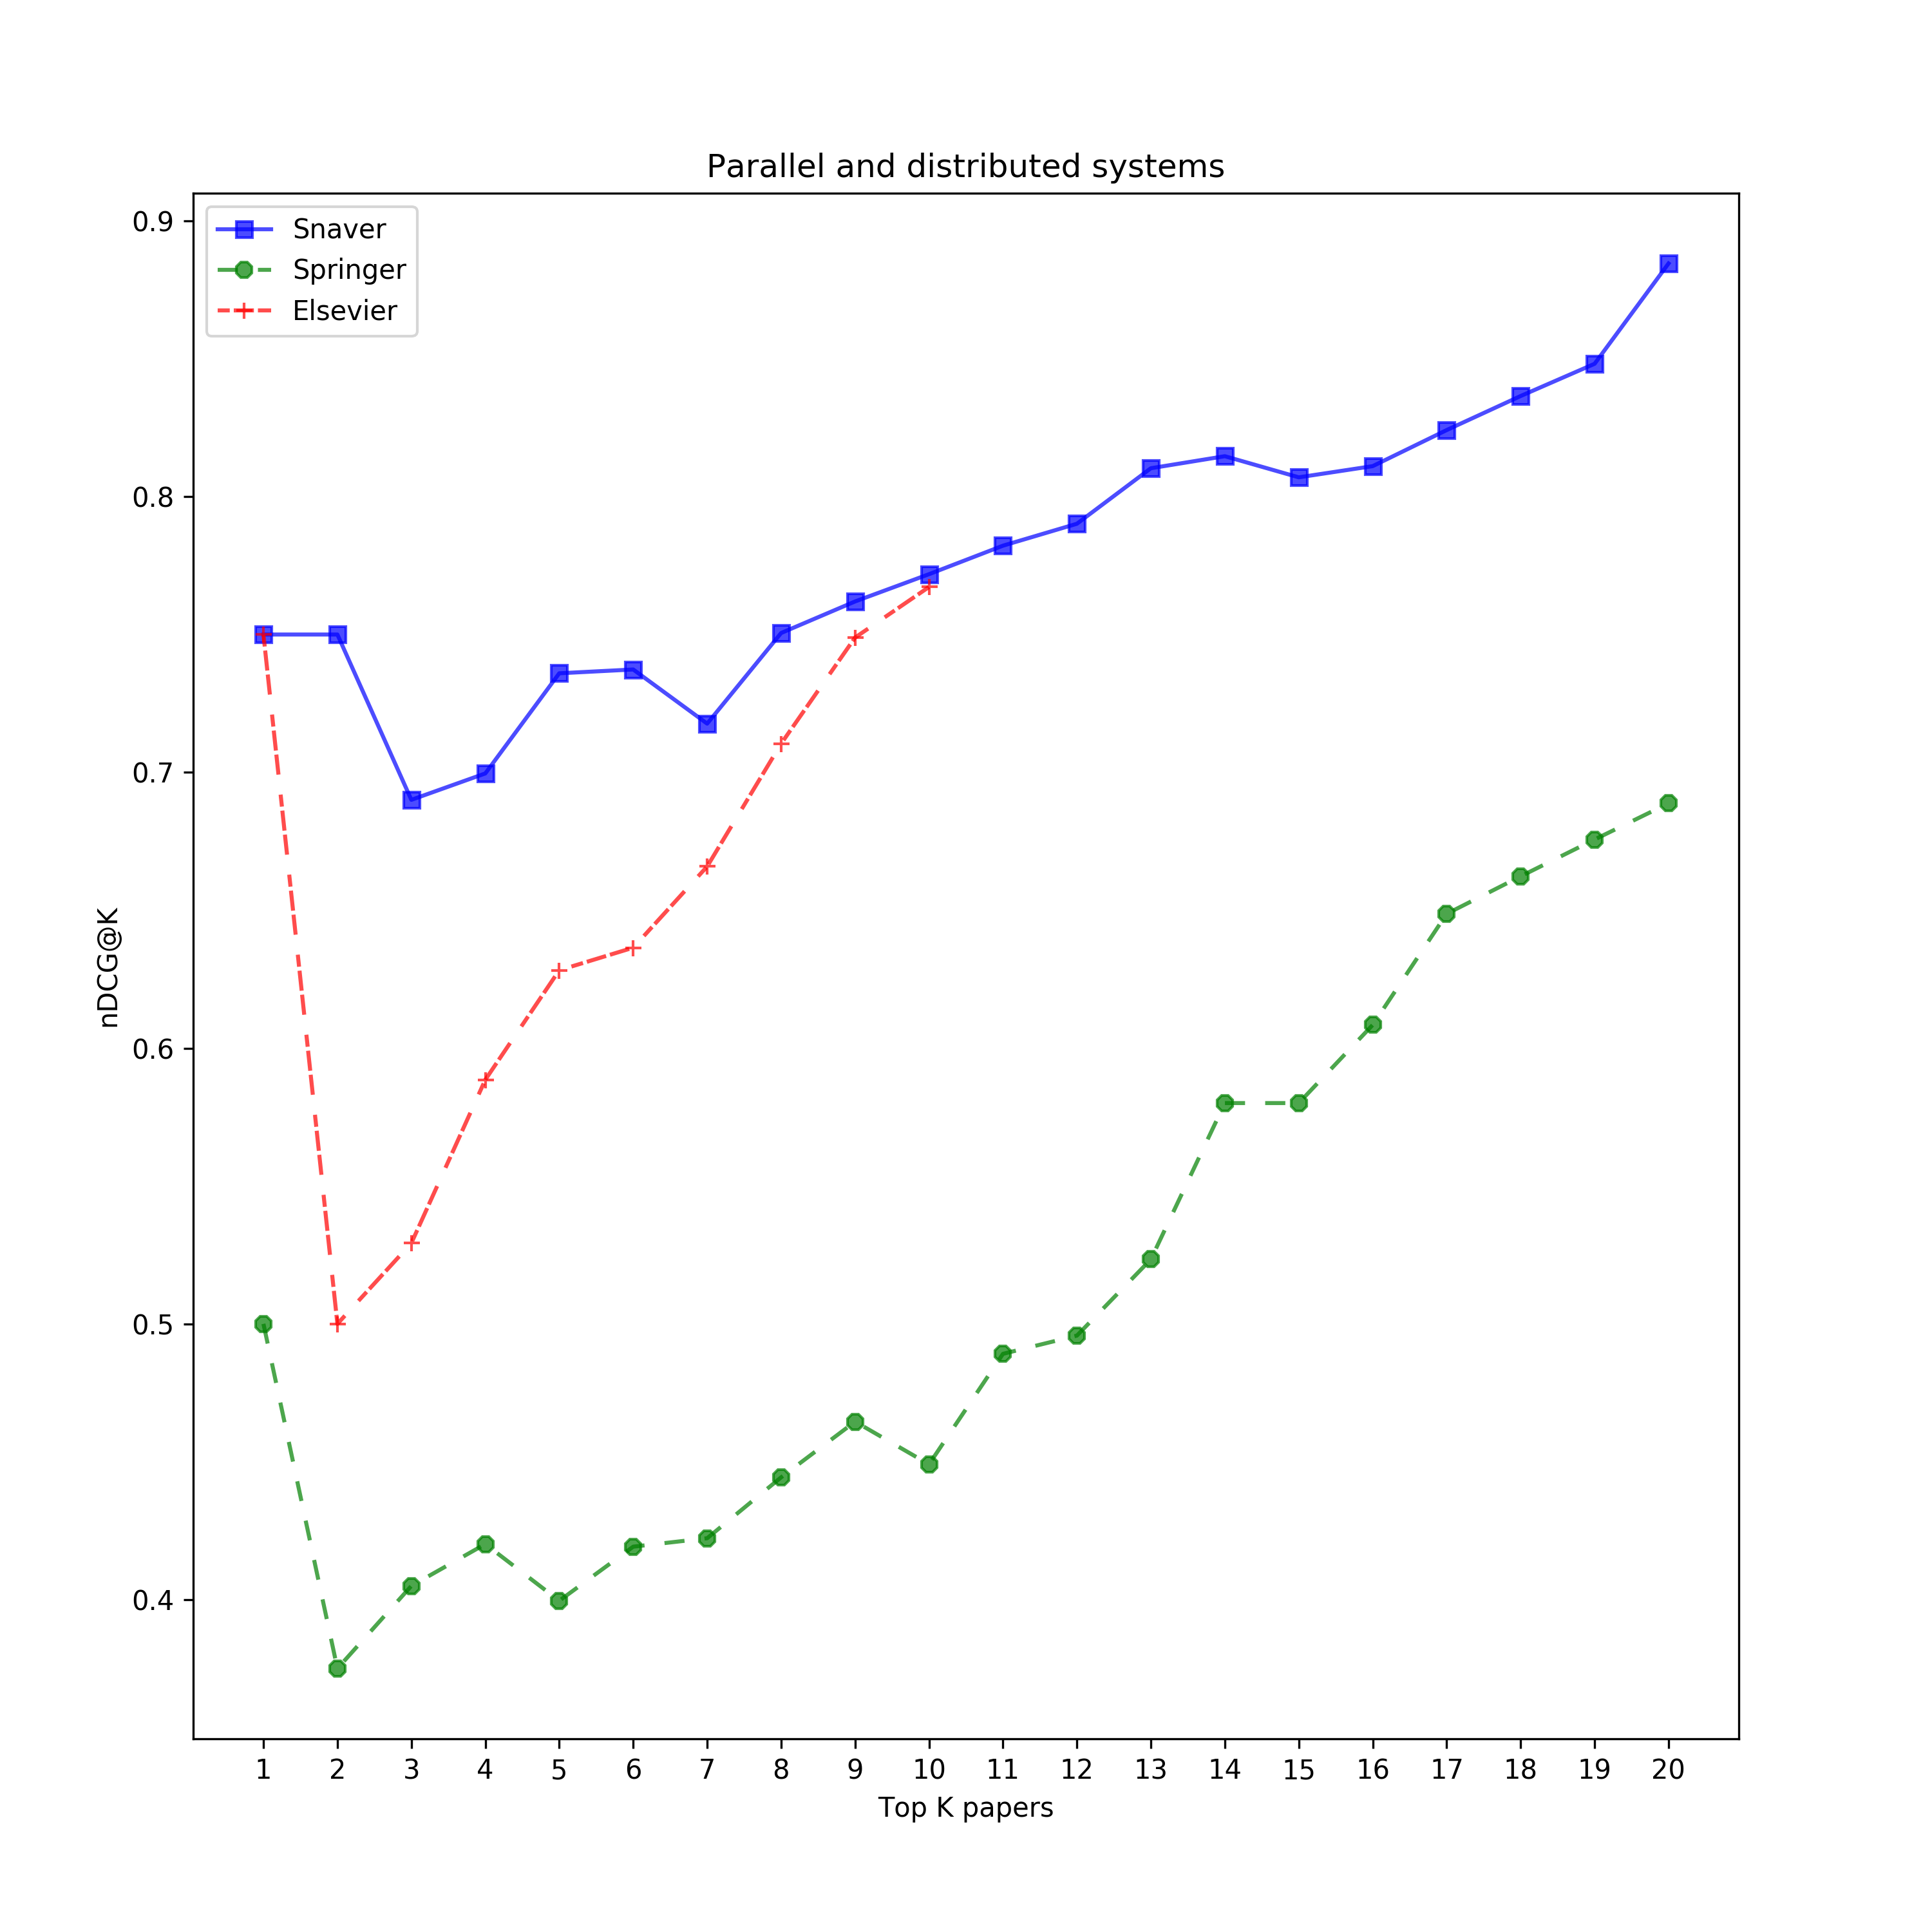 Parallel and distributed systems
Snaver
Springer
Elsevier
0.9
0.8
0.7
0.6
0.5
0.4
nDCG@K
1 2 3 4 5 6 7 8 9 10 11 12 13 14 15 16 17 18 19 20
Top K papers